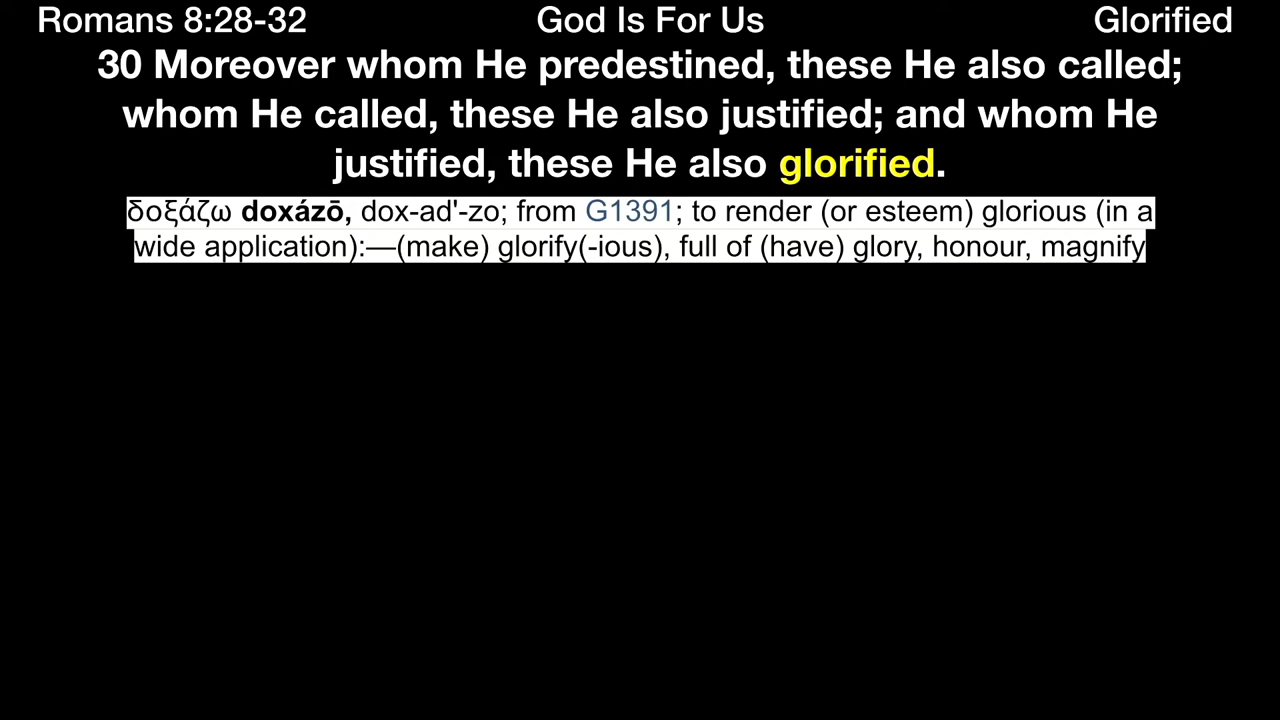 Romans 8:28-32 God Is For Us Glorified
30 Moreover whom He predestined, these He also called;
whom He called, these He also justified; and whom He
justified, these He also glorified.
δοξάζω doxázō, dox-ad'-zo; from G1391; to render (or esteem) glorious (in a
wide application):—(make) glorify(-ious), full of (have) glory, honour, magnify